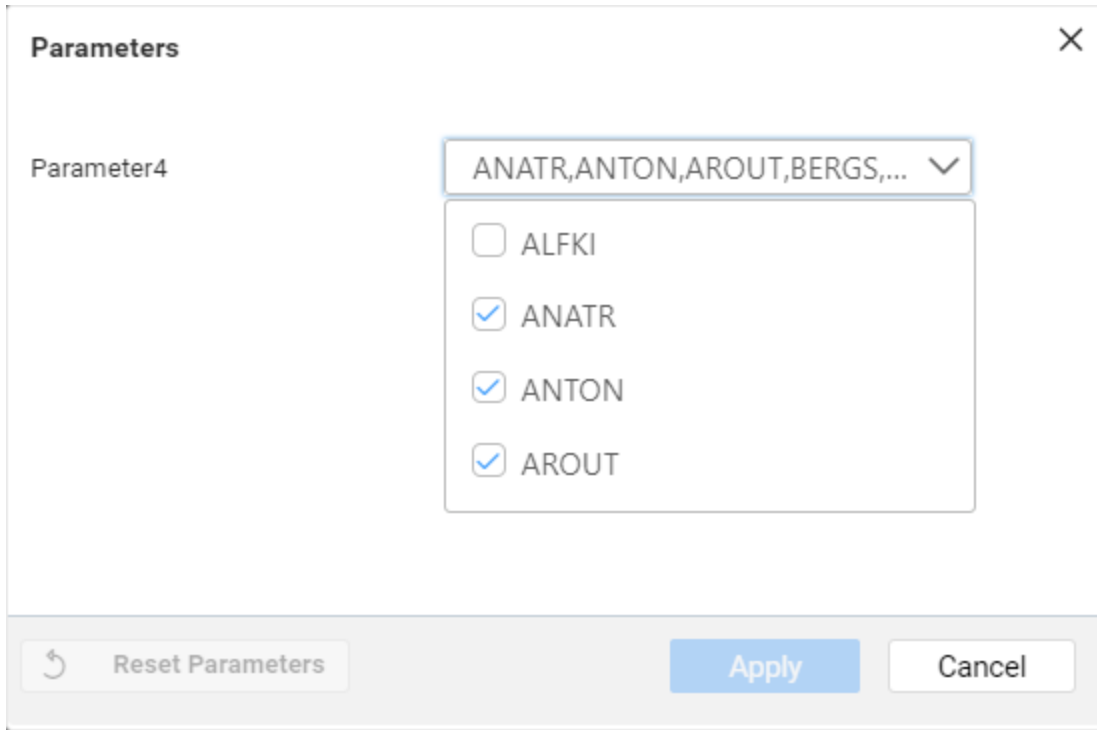 Parameters
Parameter4
ANATR,ANTON,AROUT,BERGS,...
ALFKI
ANATR
ANTON
AROUT
Reset Parameters
Apply
Cancel